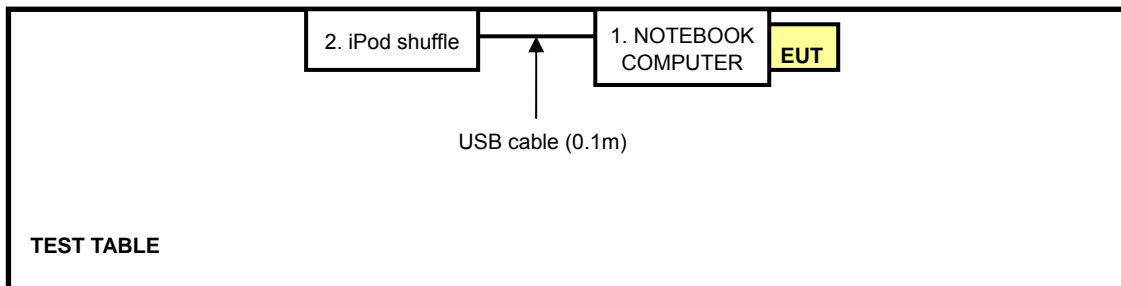 2. iPod shuffle
1. NOTEBOOK
COMPUTER
EUT
USB cable (0.1m)
TEST TABLE